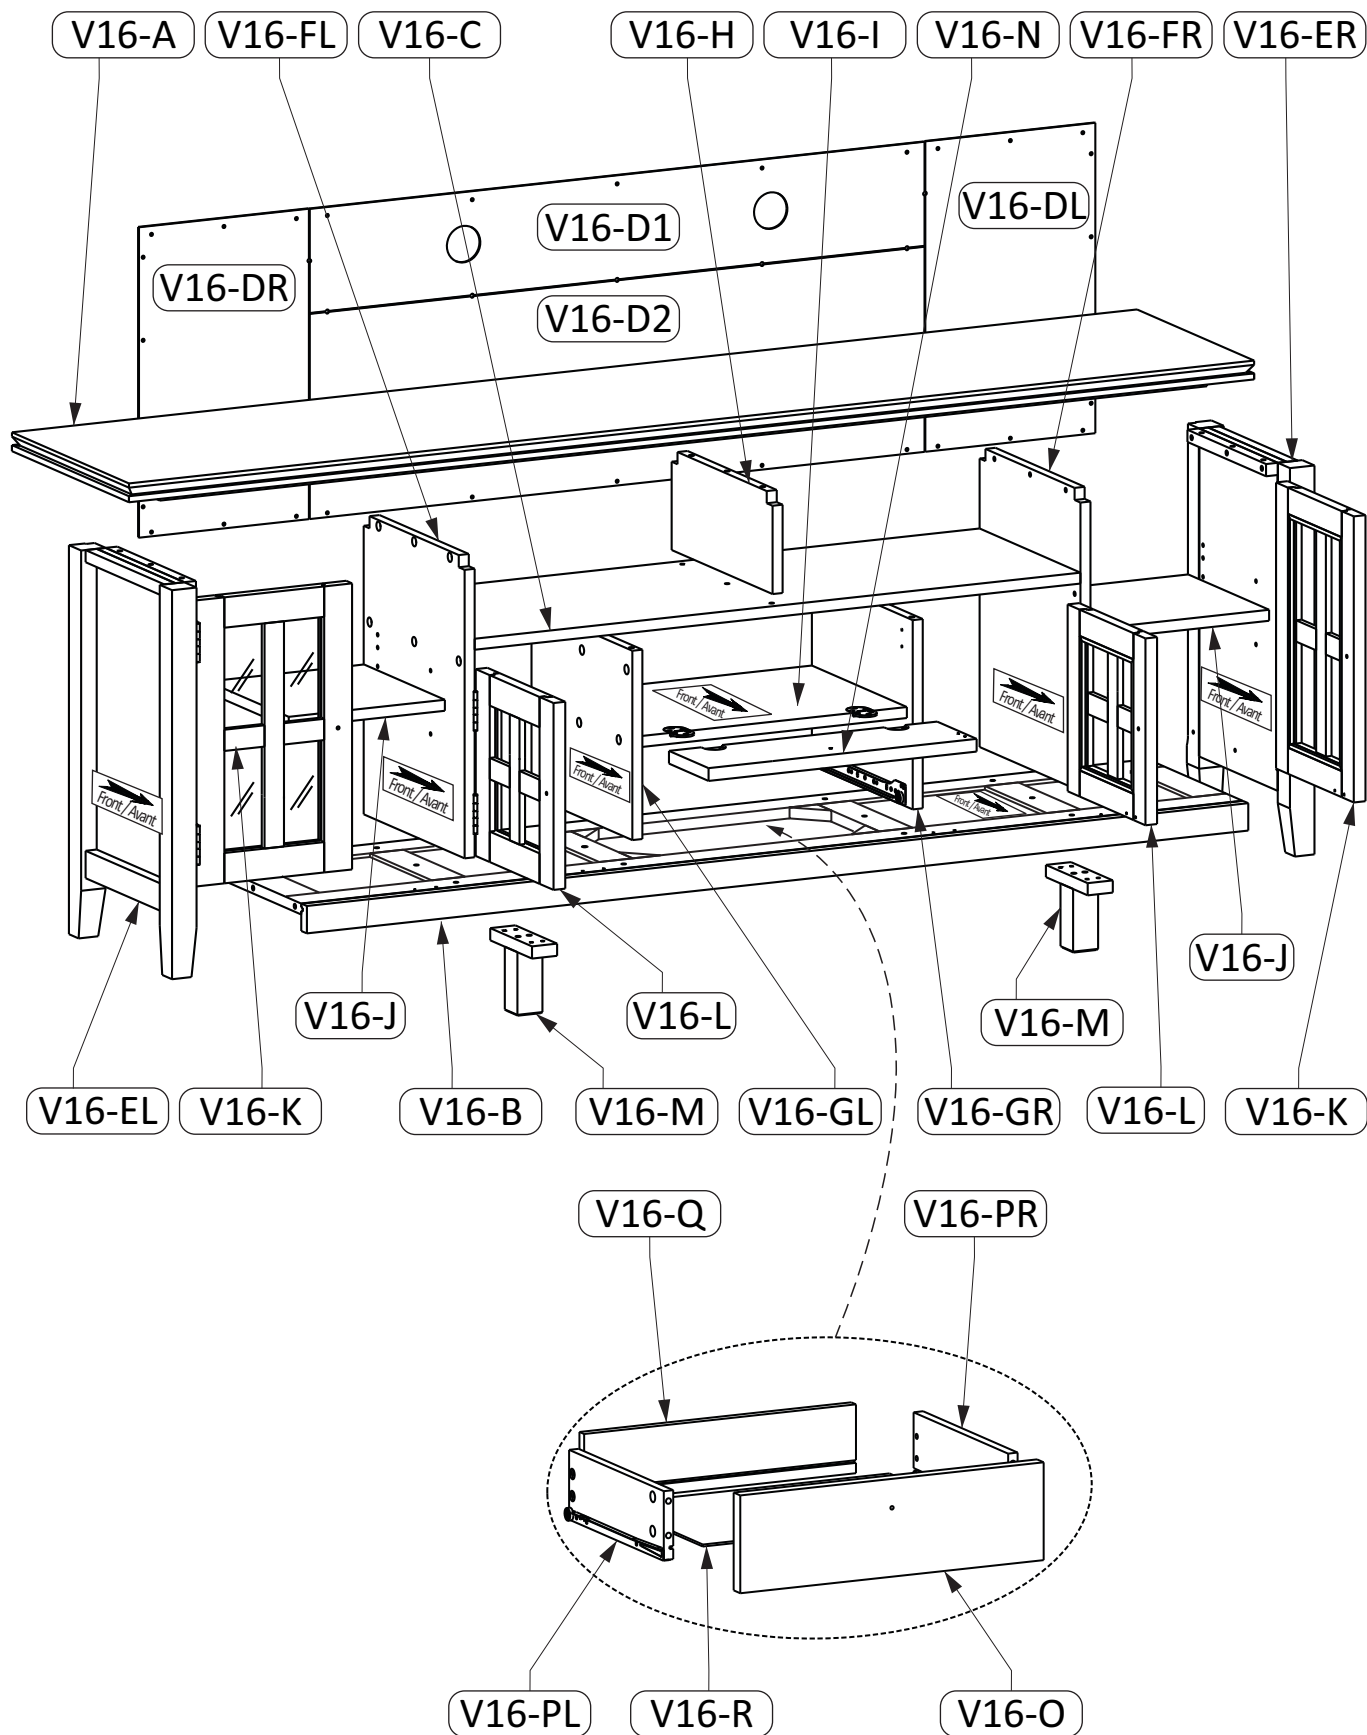 V16-A V16-FL V16-C V16-H V16-I V16-N V16-FR V16-ER
V16-DL
V16-D1
V16-DR
V16-D2
Front/Avant
Front/Avant
Front/Avant
Front/Avant
Front/Avant
Front/Avant
Front/Avant
V16-J
V16-J V16-L V16-M
V16-EL V16-K V16-B V16-M V16-GL V16-GR V16-L V16-K
V16-Q V16-PR
V16-PL V16-R V16-O